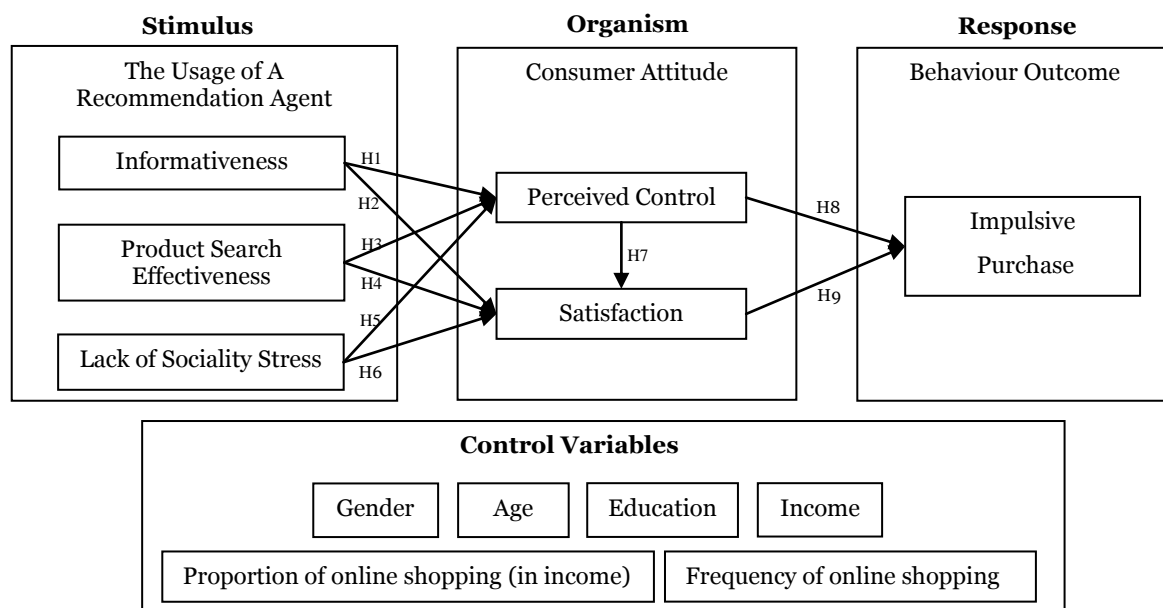 Stimulus
The Usage of A
Recommendation Agent
Informativeness
Product Search
Effectiveness
Lack of Sociality Stress
H1
H2
H3
H4
H5
H6
Organism
Consumer Attitude
Perceived Control
H7
Satisfaction
H8
H9
Response
Behaviour Outcome
Impulsive
Purchase
Control Variables
Gender
Age
Education
Income
Proportion of online shopping (in income)
Frequency of online shopping